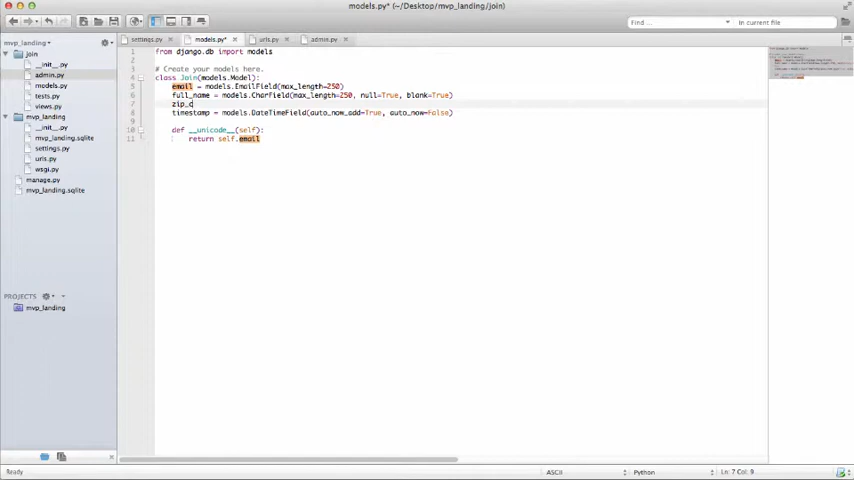 models.py* (~/Desktop/mvp_landing/join)
Find ...
In current file
mvp_landing
join
__init__.py
admin.py
models.py
tests.py
views.py
mvp_landing
__init__.py
mvp_landing.sqlite
settings.py
urls.py
wsgi.py
manage.py
mvp_landing.sqlite
PROJECTS
mvp_landing
settings.py
models.py*
urls.py
admin.py
1 from django.db import models
2
3 # Create your models here.
4 class Join(models.Model):
5 email = models.EmailField(max_length=250)
6 full_name = models.CharField(max_length=250, null=True, blank=True)
7 zip_c
8 timestamp = models.DateTimeField(auto_now_add=True, auto_now=False)
9
10 def __unicode__(self):
11 return self.email
Ready
ASCII
Python
Ln: 7 Col: 9